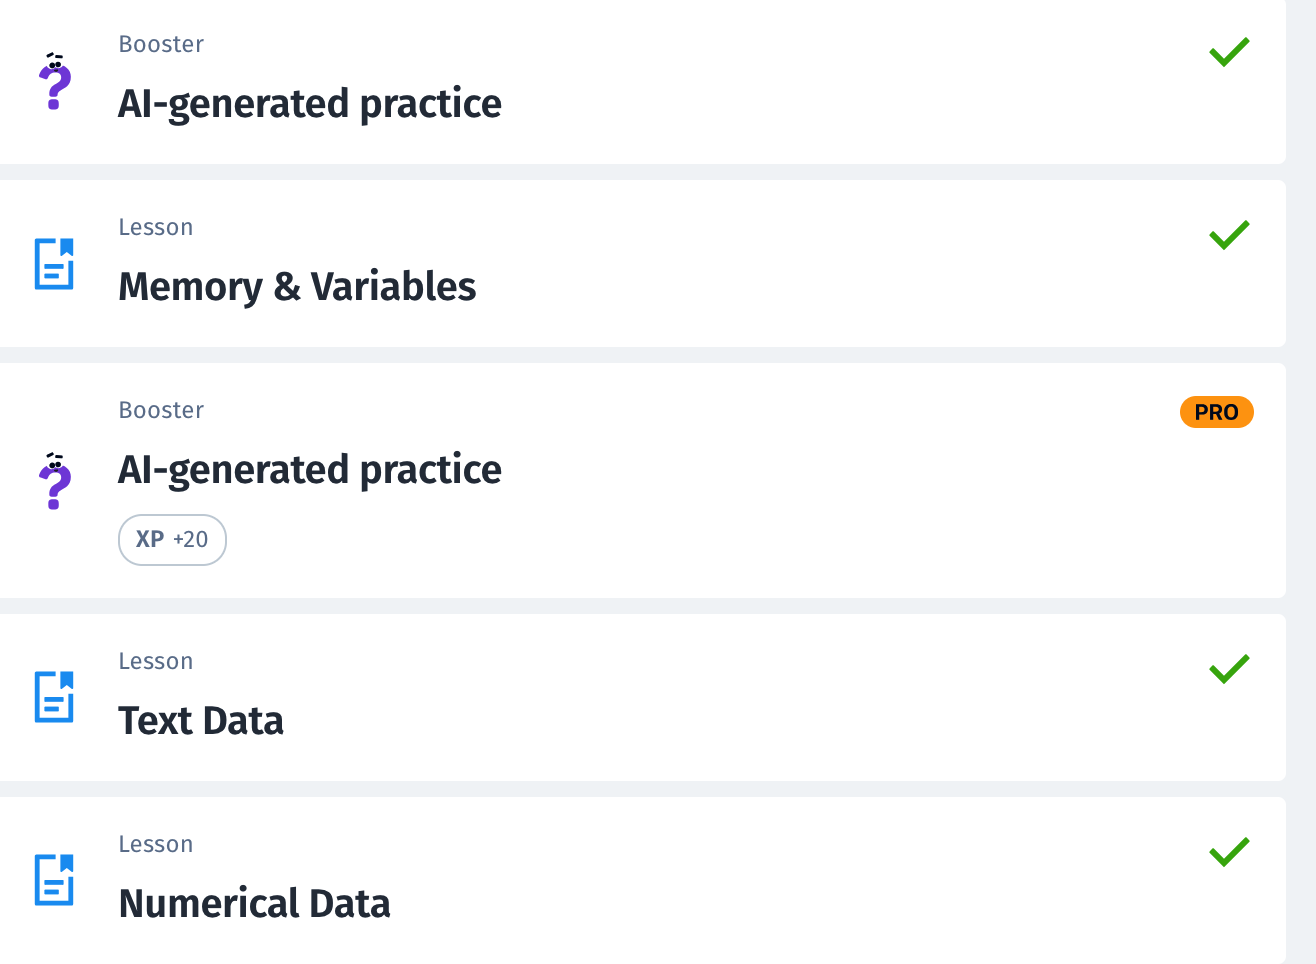 Booster
AI-generated practice
Lesson
Memory & Variables
Booster
PRO
AI-generated practice
XP +20
Lesson
Text Data
Lesson
Numerical Data